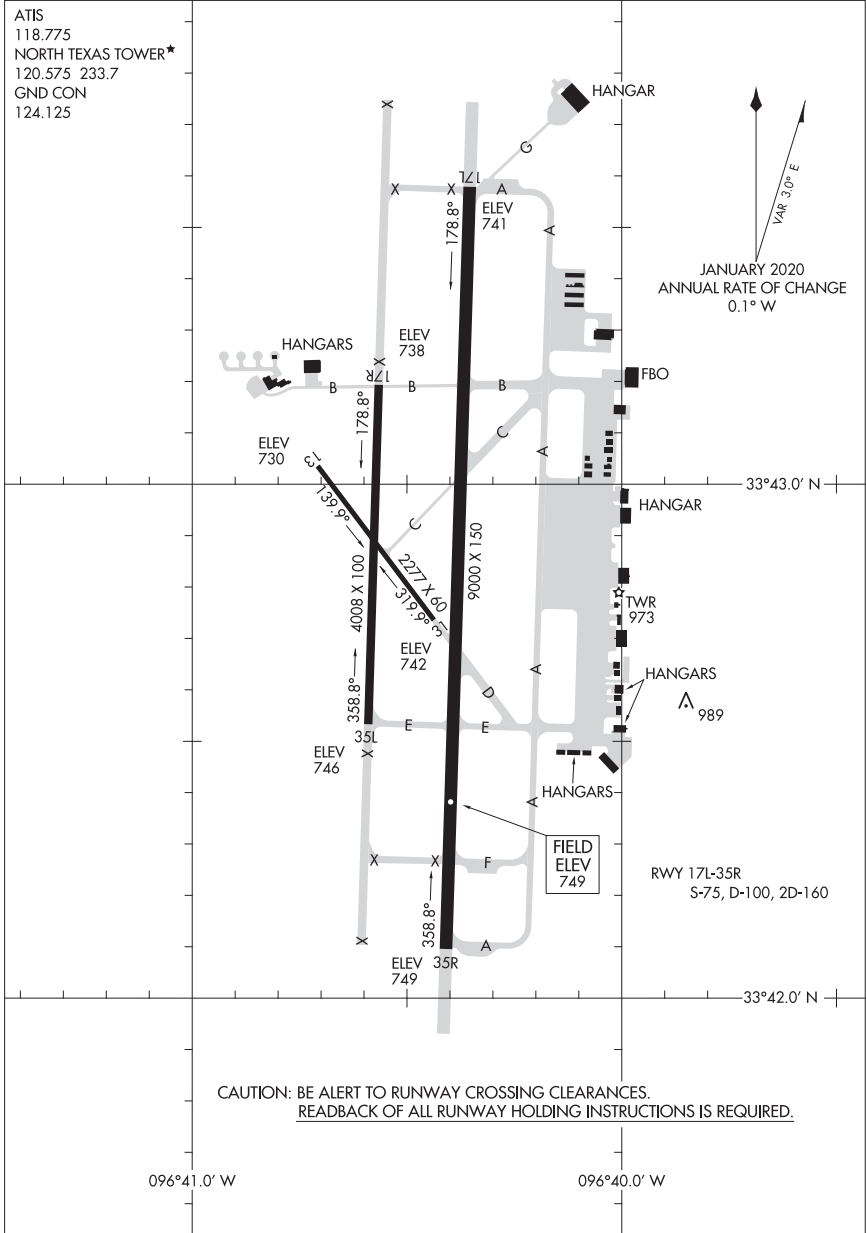 ATIS
118.775
NORTH TEXAS TOWER★
120.575 233.7
GND CON
124.125
HANGAR
G
X
X
X
17L
A
ELEV
741
A
178.8°
VAR 3.0° E
JANUARY 2020
ANNUAL RATE OF CHANGE
0.1° W
HANGARS
ELEV
738
X
17R
B
B
B
FBO
178.8°
C
A
ELEV
730
13
139.9°
33°43.0' N
HANGAR
C
4008 X 100
2277 X 60
319.9°
31
9000 X 150
TWR
973
ELEV
742
A
D
HANGARS
989
358.8°
35L
E
E
ELEV
746
X
HANGARS
A
FIELD
ELEV
749
X
X
F
RWY 17L-35R
S-75, D-100, 2D-160
358.8°
X
A
35R
ELEV
749
33°42.0' N
CAUTION: BE ALERT TO RUNWAY CROSSING CLEARANCES.
READBACK OF ALL RUNWAY HOLDING INSTRUCTIONS IS REQUIRED.
096°41.0' W
096°40.0' W